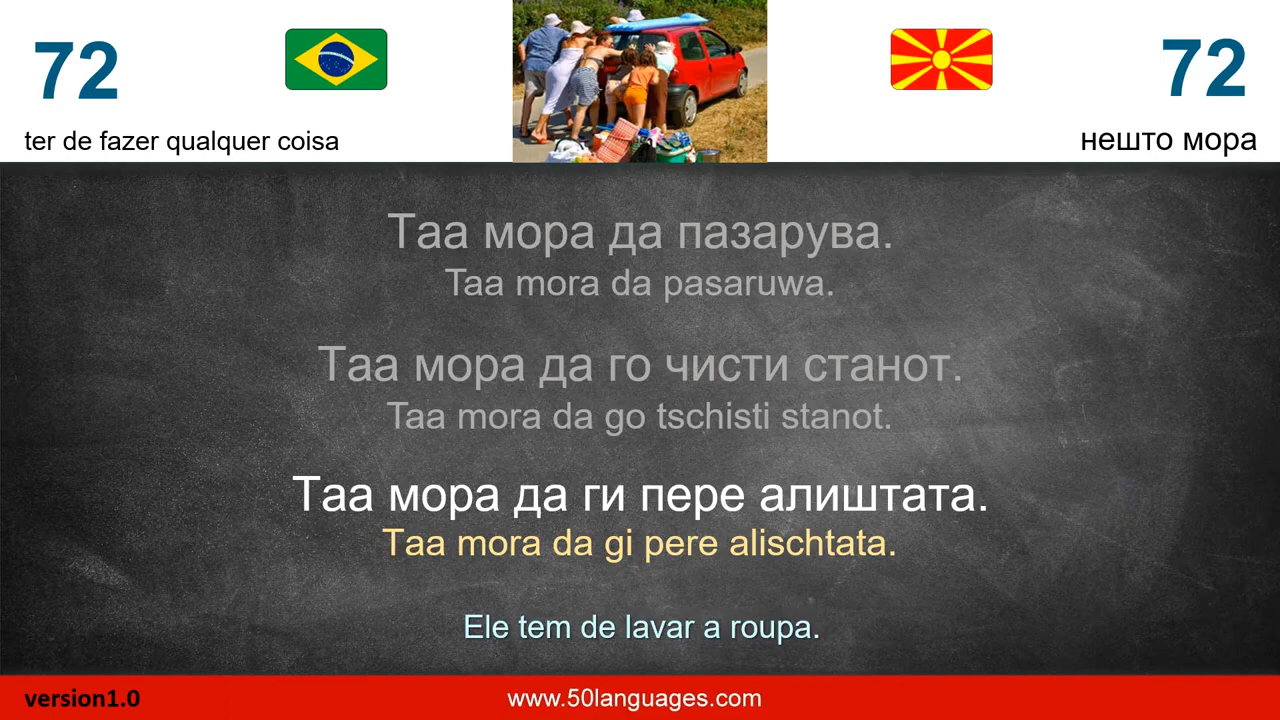 72
72
ter de fazer qualquer coisa
нешто мора
Таа мора да пазарува.
Taa mora da pasaruwa.
Таа мора да го чисти станот.
Taa mora da go tschisti stanot.
Таа мора да ги пере алиштата.
Taa mora da gi pere alischtata.
Ele tem de lavar a roupa.
version1.0
www.50languages.com